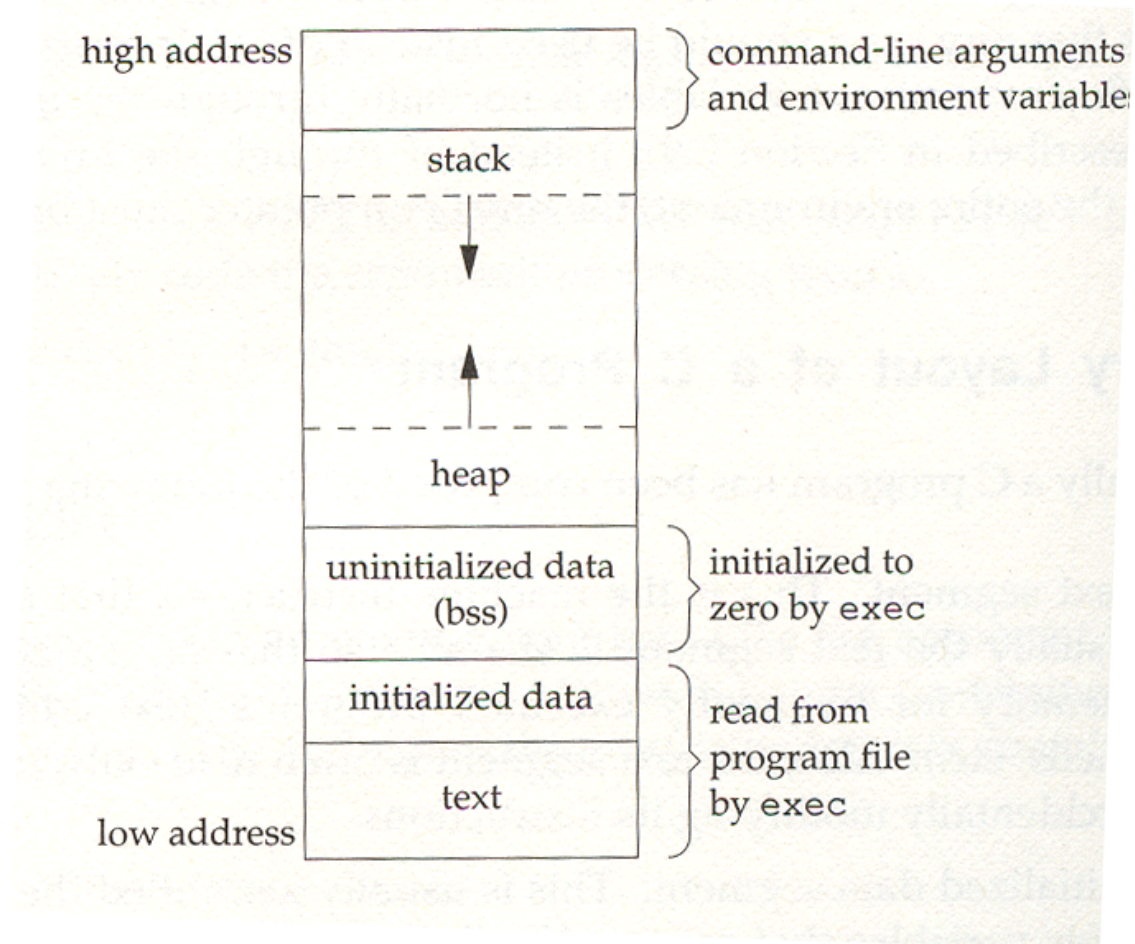 high address
command-line arguments
and environment variables
stack
heap
uninitialized data
(bss)
initialized to
zero by exec
initialized data
read from
program file
by exec
text
low address